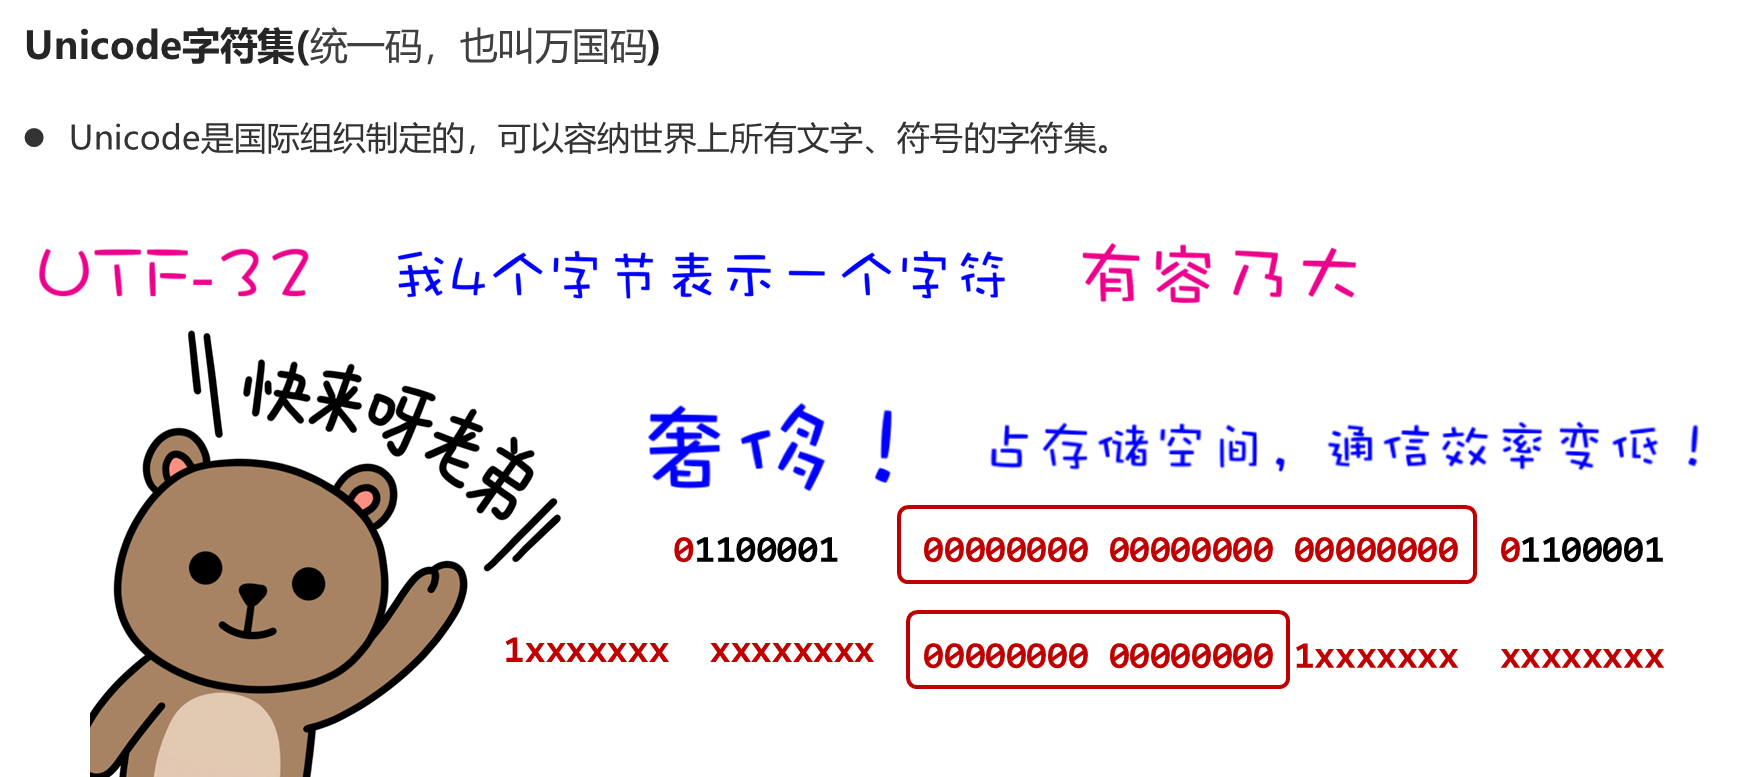 Unicode字符集(统一码，也叫万国码)
● Unicode是国际组织制定的，可以容纳世界上所有文字、符号的字符集。
UTF-32 我4个字节表示一个字符 有容乃大
快来呀老弟
奢侈！ 占存储空间，通信效率变低！
01100001 00000000 00000000 00000000 01100001
1xxxxxxx xxxxxxxx 00000000 00000000 1xxxxxxx xxxxxxxx